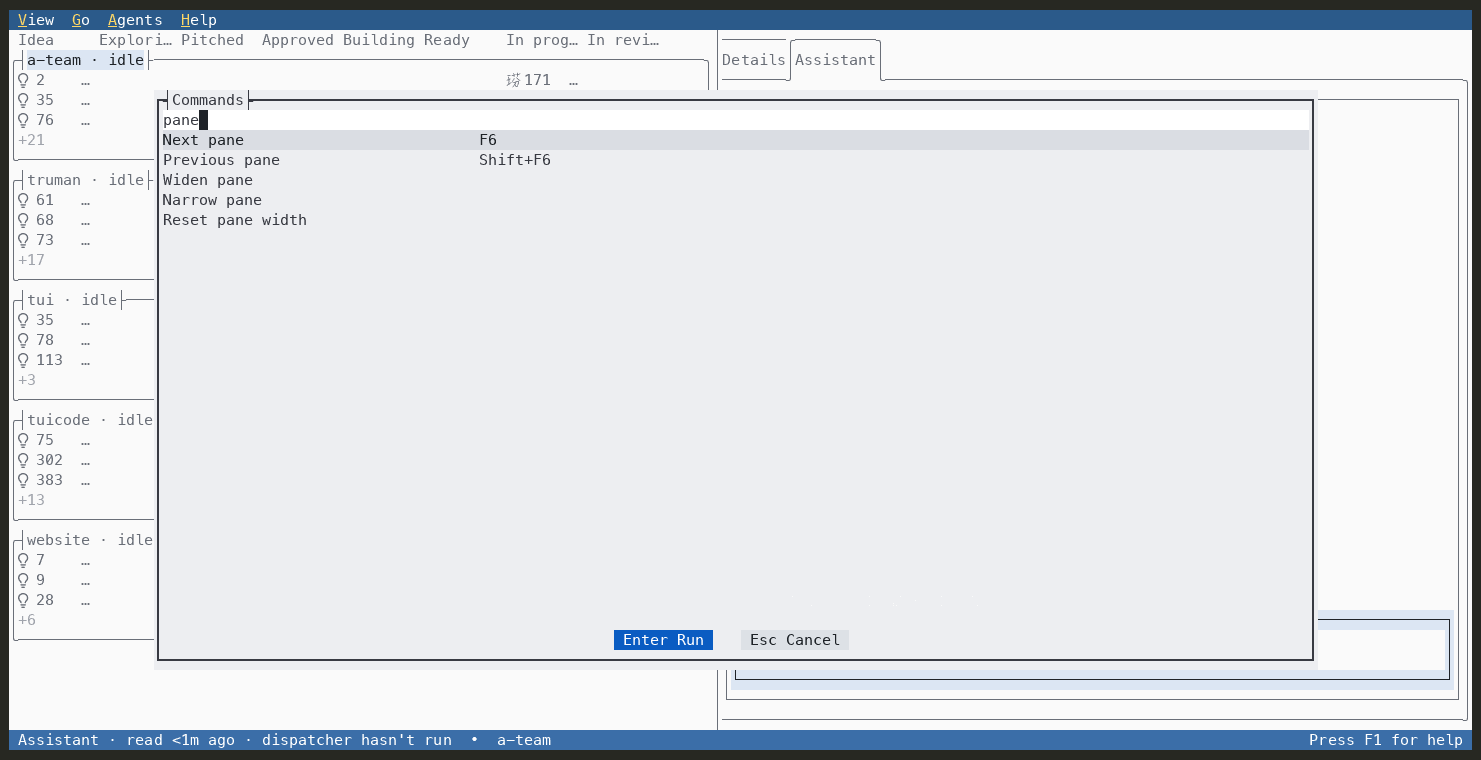 View Go Agents Help
Idea Explori… Pitched Approved Building Ready In prog… In revi…
Details Assistant
a-team · idle
2 …
171 …
35 …
76 …
+21
truman · idle
61 …
68 …
73 …
+17
tui · idle
35 …
78 …
113 …
+3
tuicode · idle
75 …
302 …
383 …
+13
website · idle
7 …
9 …
28 …
+6
Commands
pane
Next pane F6
Previous pane Shift+F6
Widen pane
Narrow pane
Reset pane width
Enter Run Esc Cancel
Assistant · read <1m ago · dispatcher hasn't run • a-team
Press F1 for help